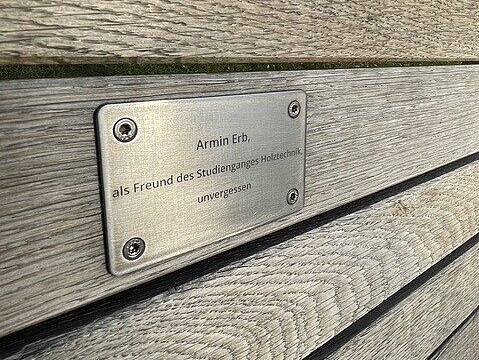 Armin Erb,
als Freund des Studienganges Holztechnik,
unvergessen